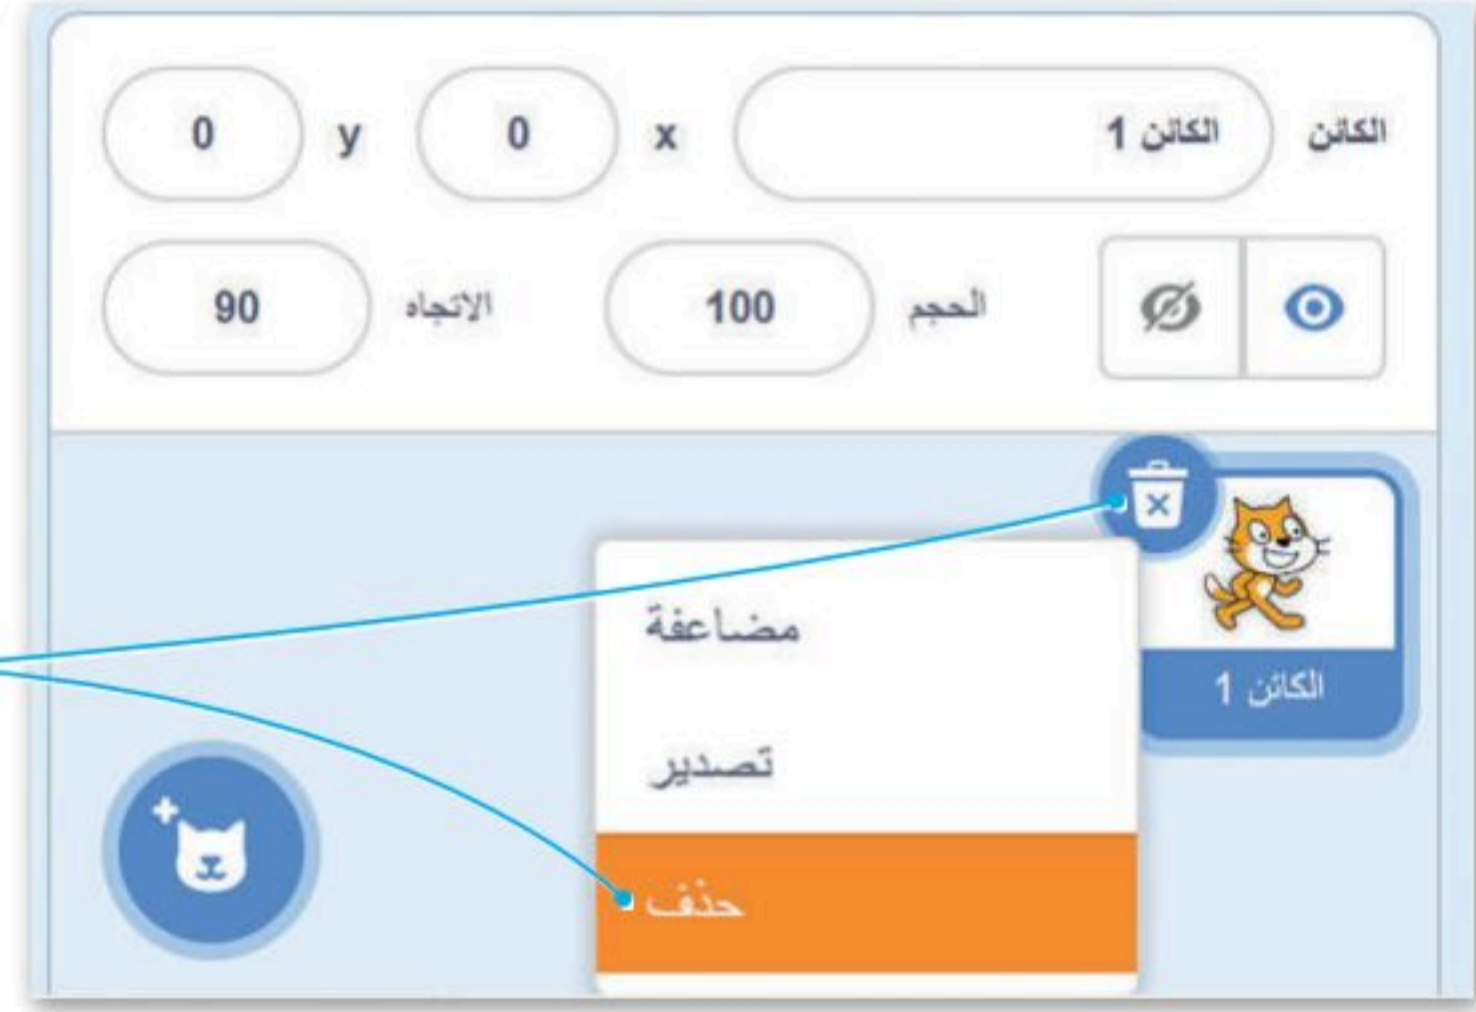 الكائن الكائن 1 x 0 y 0
الحجم 100 الاتجاه 90
الكائن 1
مضاعفة
تصدير
حذف